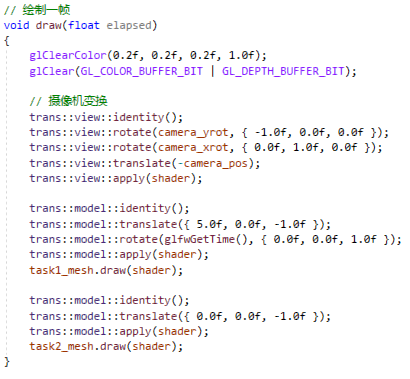 // 绘制一帧
void draw(float elapsed)
{
    glClearColor(0.2f, 0.2f, 0.2f, 1.0f);
    glClear(GL_COLOR_BUFFER_BIT | GL_DEPTH_BUFFER_BIT);

    // 摄像机变换
    trans::view::identity();
    trans::view::rotate(camera_yrot, { -1.0f, 0.0f, 0.0f });
    trans::view::rotate(camera_xrot, { 0.0f, 1.0f, 0.0f });
    trans::view::translate(-camera_pos);
    trans::view::apply(shader);

    trans::model::identity();
    trans::model::translate({ 5.0f, 0.0f, -1.0f });
    trans::model::rotate(glfwGetTime(), { 0.0f, 0.0f, 1.0f });
    trans::model::apply(shader);
    task1_mesh.draw(shader);

    trans::model::identity();
    trans::model::translate({ 0.0f, 0.0f, -1.0f });
    trans::model::apply(shader);
    task2_mesh.draw(shader);
}